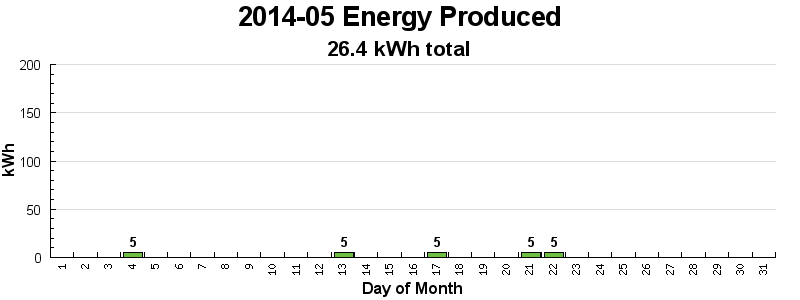 2014-05 Energy Produced
26.4 kWh total
200
150
100
50
0
kWh
5 5 5 5 5
1 2 3 4 5 6 7 8 9 10 11 12 13 14 15 16 17 18 19 20 21 22 23 24 25 26 27 28 29 30 31
Day of Month